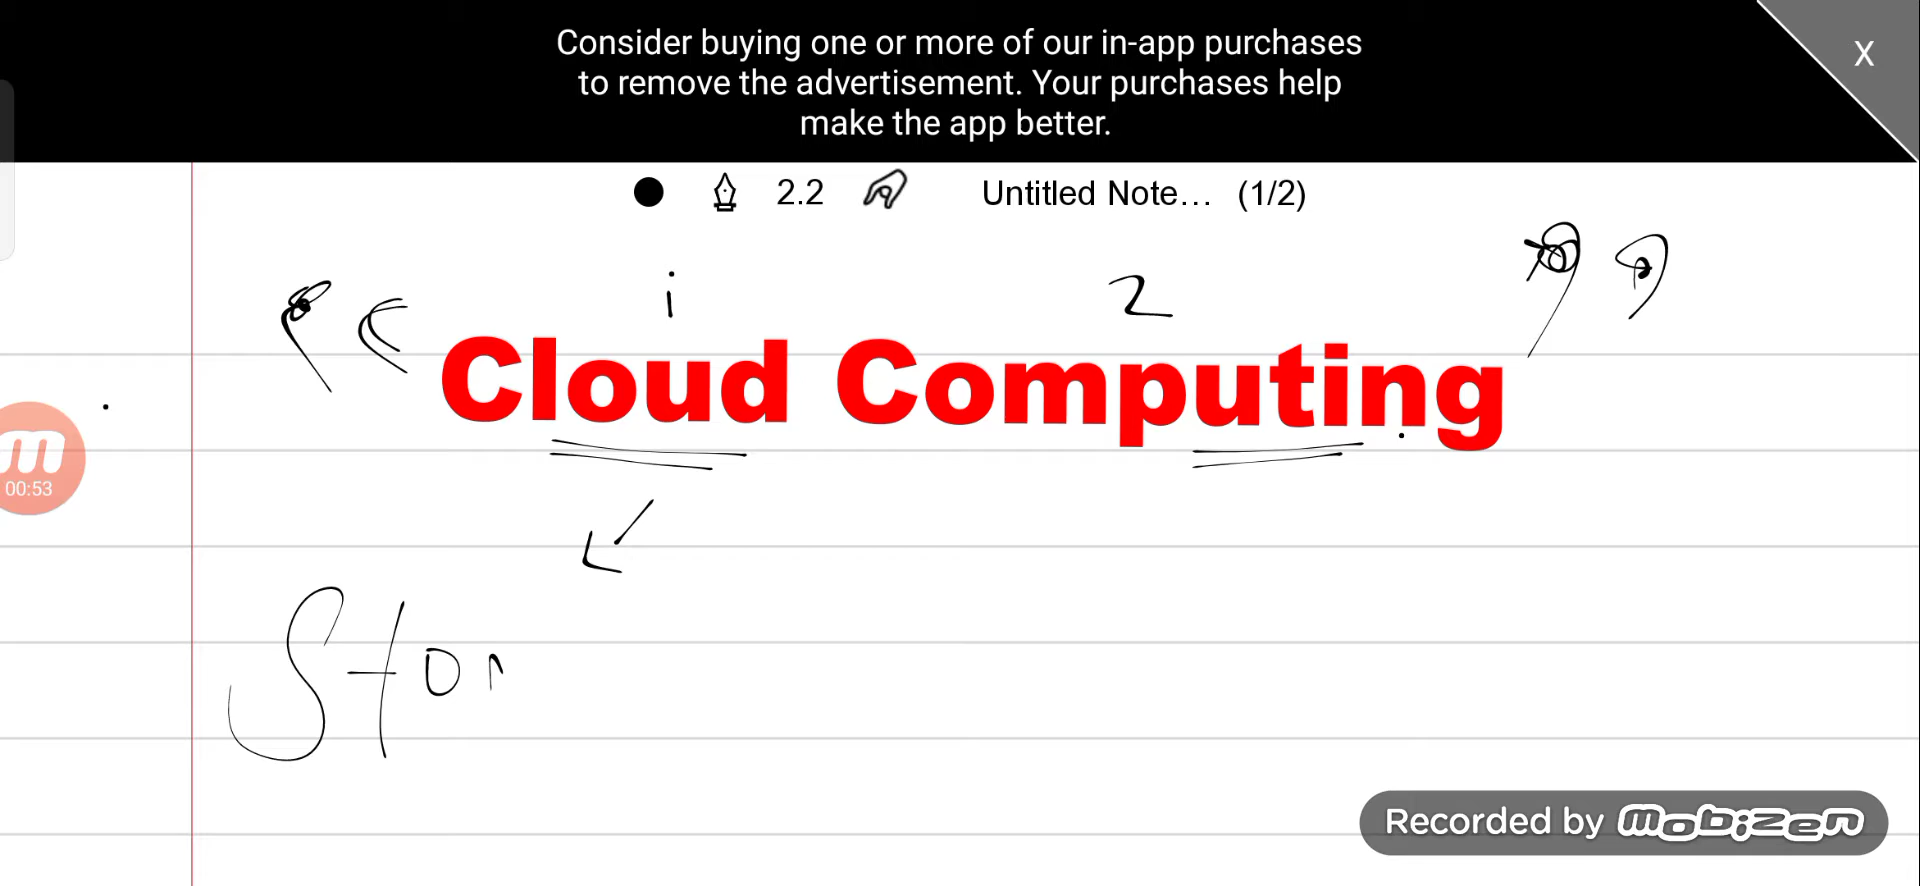 Consider buying one or more of our in-app purchases
to remove the advertisement. Your purchases help
make the app better.
X
2.2 Untitled Note... (1/2)
i 2
Cloud Computing
m
00:53
Stor
Recorded by mobizen